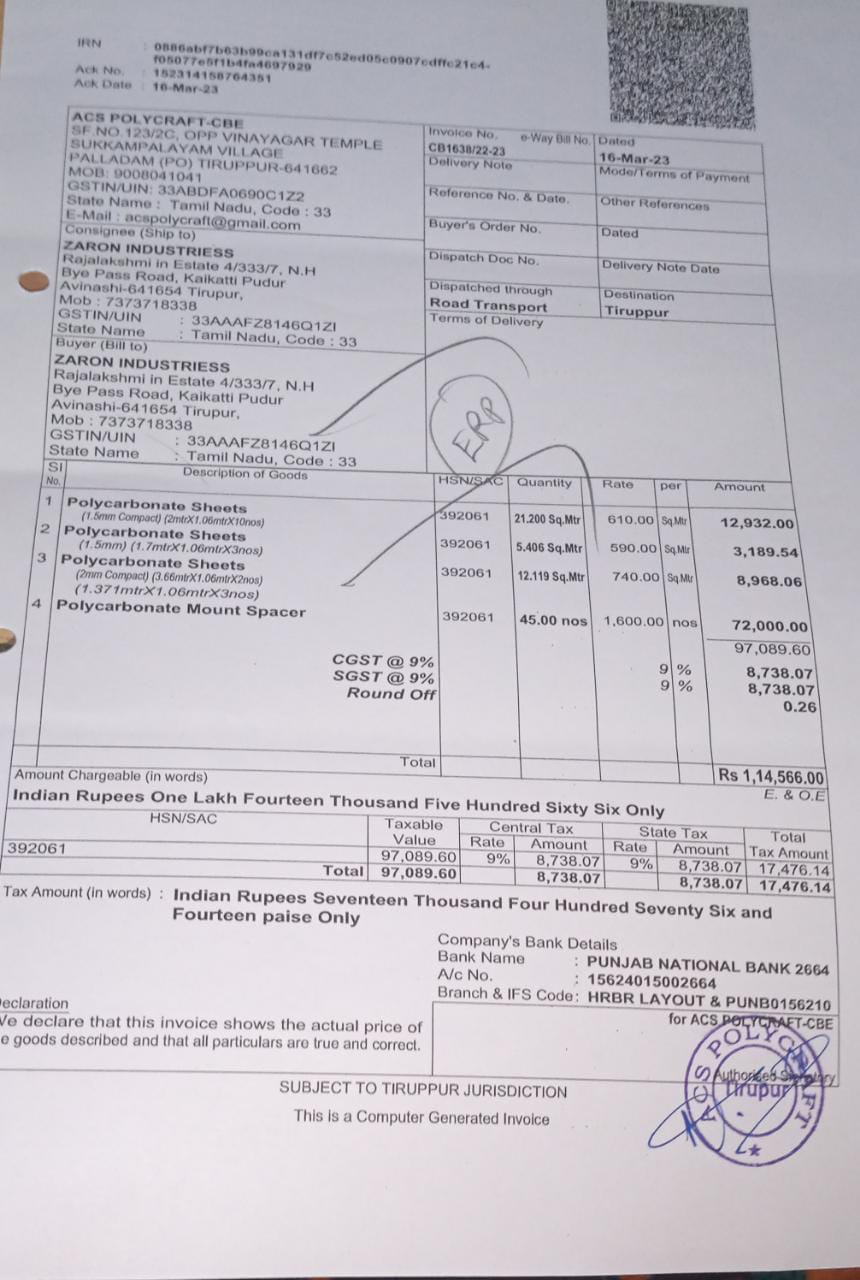 IRN : 0886abf7b63b99ca131df7c52ed05c0907cdffc21c4-
f05077e5f1b4fa4697929
Ack No. : 152314158764351
Ack Date : 16-Mar-23
ACS POLYCRAFT-CBE
SF.NO.123/2C, OPP VINAYAGAR TEMPLE
SUKKAMPALAYAM VILLAGE
PALLADAM (PO) TIRUPPUR-641662
MOB: 9008041041
GSTIN/UIN: 33ABDFA0690C1Z2
State Name : Tamil Nadu, Code : 33
E-Mail : acspolycraft@gmail.com
Invoice No. e-Way Bill No. Dated
CB1638/22-23 16-Mar-23
Delivery Note Mode/Terms of Payment
Reference No. & Date. Other References
Buyer's Order No. Dated
Dispatch Doc No. Delivery Note Date
Dispatched through Destination
Road Transport Tiruppur
Terms of Delivery
Consignee (Ship to)
ZARON INDUSTRIESS
Rajalakshmi in Estate 4/333/7, N.H
Bye Pass Road, Kaikatti Pudur
Avinashi-641654 Tirupur,
Mob : 7373718338
GSTIN/UIN : 33AAAFZ8146Q1ZI
State Name : Tamil Nadu, Code : 33
Buyer (Bill to)
ZARON INDUSTRIESS
Rajalakshmi in Estate 4/333/7, N.H
Bye Pass Road, Kaikatti Pudur
Avinashi-641654 Tirupur,
Mob : 7373718338
GSTIN/UIN : 33AAAFZ8146Q1ZI
State Name : Tamil Nadu, Code : 33
ERP
Sl No. Description of Goods HSN/SAC Quantity Rate per Amount
1 Polycarbonate Sheets 392061 21.200 Sq.Mtr 610.00 Sq.Mtr 12,932.00
(1.5mm Compact) (2mtrX1.06mtrX10nos)
2 Polycarbonate Sheets 392061 5.406 Sq.Mtr 590.00 Sq.Mtr 3,189.54
(1.5mm) (1.7mtrX1.06mtrX3nos)
3 Polycarbonate Sheets 392061 12.119 Sq.Mtr 740.00 Sq.Mtr 8,968.06
(2mm Compact) (3.66mtrX1.06mtrX2nos)
(1.371mtrX1.06mtrX3nos)
4 Polycarbonate Mount Spacer 392061 45.00 nos 1,600.00 nos 72,000.00
97,089.60
CGST @ 9% 9 % 8,738.07
SGST @ 9% 9 % 8,738.07
Round Off 0.26
Total Rs 1,14,566.00
Amount Chargeable (in words) E. & O.E
Indian Rupees One Lakh Fourteen Thousand Five Hundred Sixty Six Only
HSN/SAC Taxable Value Central Tax State Tax Total Tax Amount
Rate Amount Rate Amount
392061 97,089.60 9% 8,738.07 9% 8,738.07 17,476.14
Total 97,089.60 8,738.07 8,738.07 17,476.14
Tax Amount (in words) : Indian Rupees Seventeen Thousand Four Hundred Seventy Six and
Fourteen paise Only
Company's Bank Details
Bank Name : PUNJAB NATIONAL BANK 2664
A/c No. : 15624015002664
Branch & IFS Code: HRBR LAYOUT & PUNB0156210
eclaration
We declare that this invoice shows the actual price of
e goods described and that all particulars are true and correct.
for ACS POLYCRAFT-CBE
Authorised Signatory
ACS POLYCRAFT
Tirupur
SUBJECT TO TIRUPPUR JURISDICTION
This is a Computer Generated Invoice